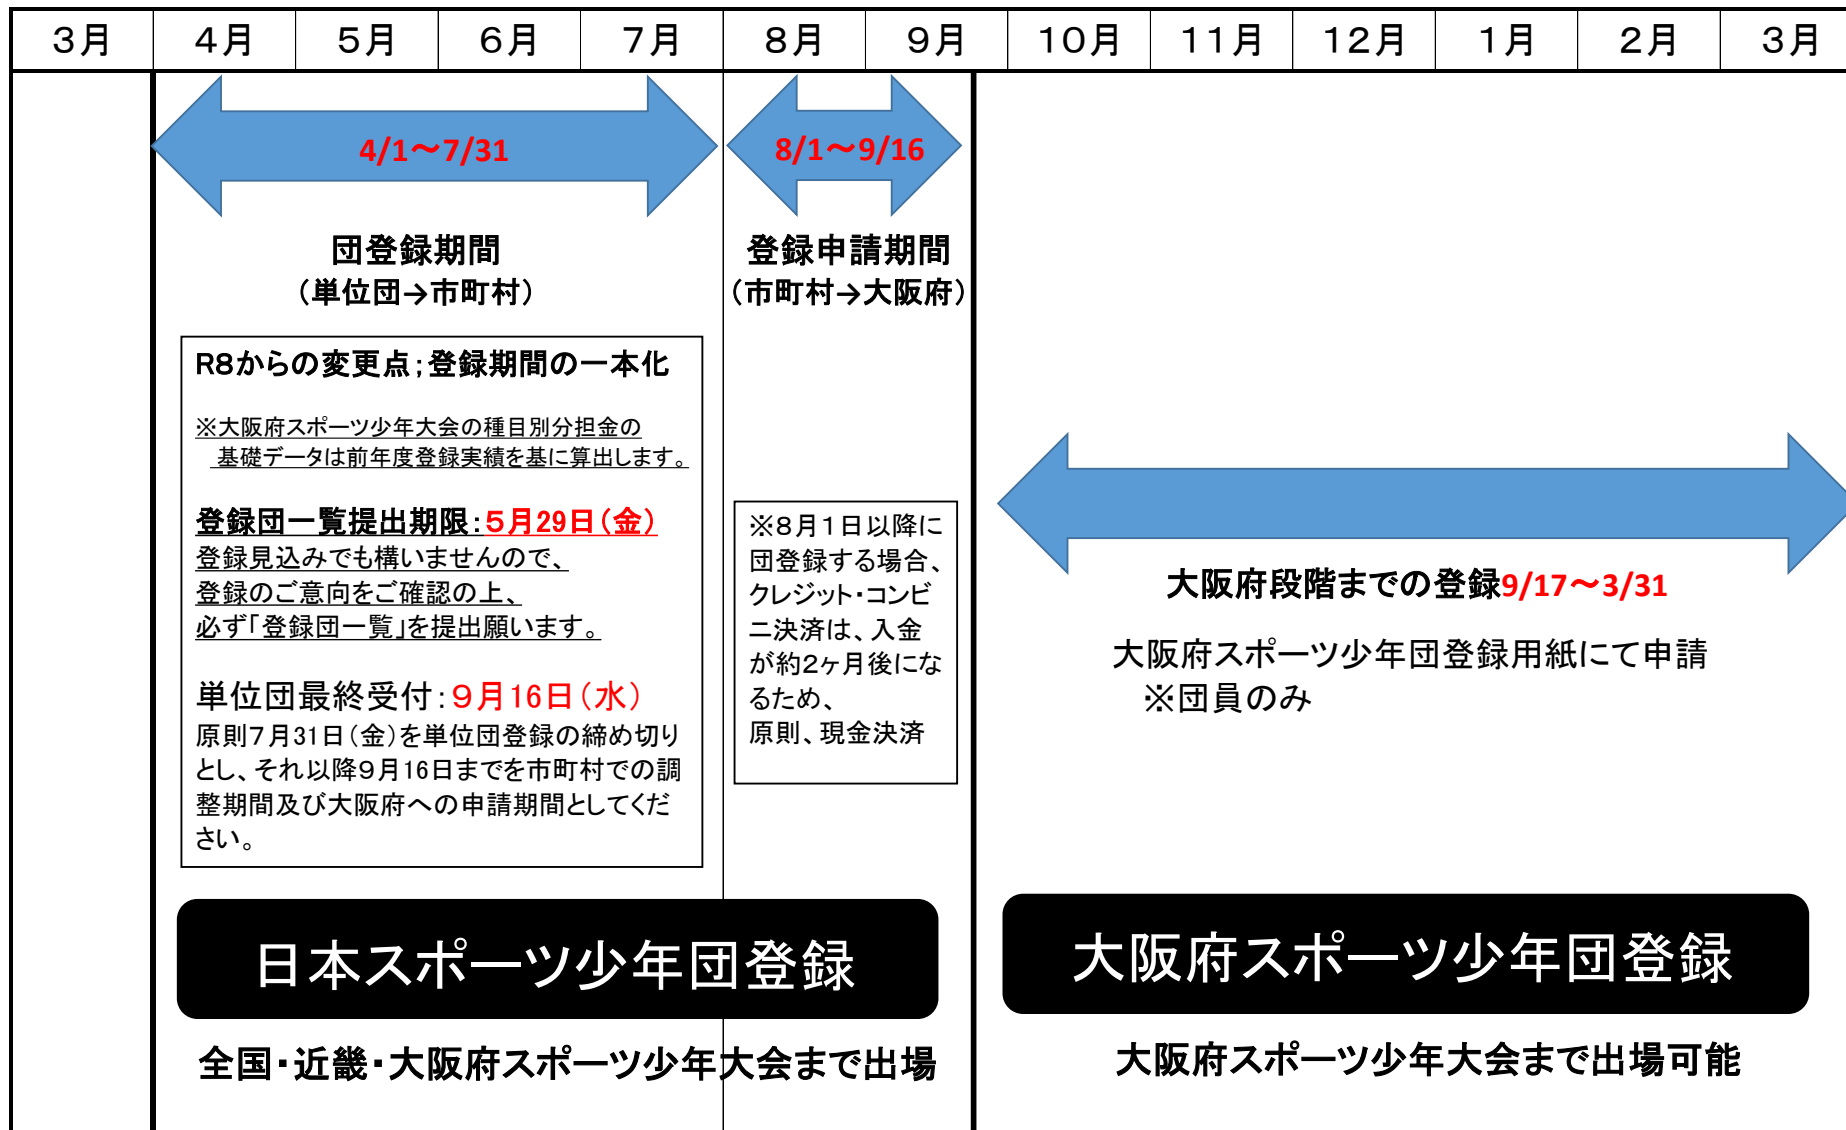 3月 4月 5月 6月 7月 8月 9月 10月 11月 12月 1月 2月 3月
4/1～7/31
団登録期間
（単位団→市町村）
R8からの変更点；登録期間の一本化
※大阪府スポーツ少年大会の種目別分担金の
基礎データは前年度登録実績を基に算出します。
登録団一覧提出期限：５月29日（金）
登録見込みでも構いませんので、
登録のご意向をご確認の上、
必ず「登録団一覧」を提出願います。
単位団最終受付：９月16日（水）
原則７月31日（金）を単位団登録の締め切り
とし、それ以降９月16日までを市町村での調
整期間及び大阪府への申請期間としてくだ
さい。
8/1～9/16
登録申請期間
（市町村→大阪府）
※８月１日以降に
団登録する場合、
クレジット・コンビ
ニ決済は、入金
が約２ヶ月後にな
るため、
原則、現金決済
大阪府段階までの登録9/17～3/31
大阪府スポーツ少年団登録用紙にて申請
※団員のみ
日本スポーツ少年団登録
全国・近畿・大阪府スポーツ少年大会まで出場
大阪府スポーツ少年団登録
大阪府スポーツ少年大会まで出場可能